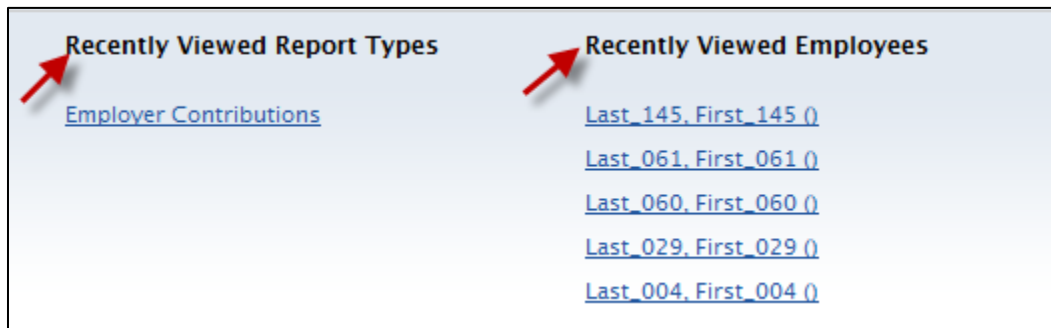 Recently Viewed Report Types
Employer Contributions
Recently Viewed Employees
Last_145, First_145 ()
Last_061, First_061 ()
Last_060, First_060 ()
Last_029, First_029 ()
Last_004, First_004 ()